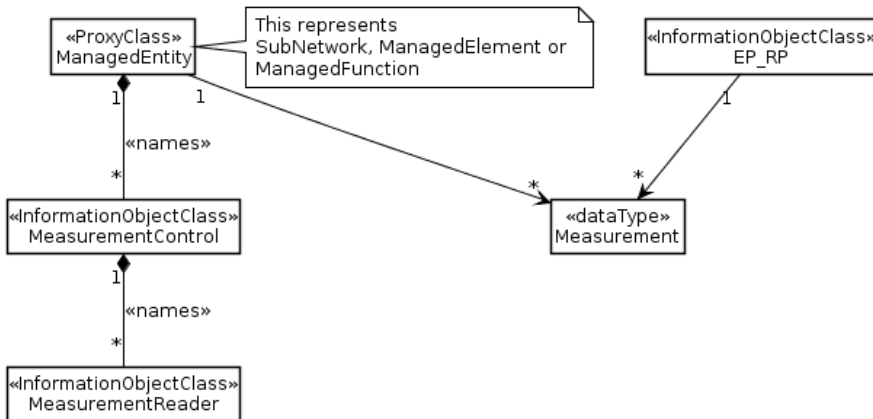 «ProxyClass»
ManagedEntity
This represents
SubNetwork, ManagedElement or
ManagedFunction
«InformationObjectClass»
EP_RP
1
1
1
«names»
*
*
*
«InformationObjectClass»
MeasurementControl
«dataType»
Measurement
1
«names»
*
«InformationObjectClass»
MeasurementReader